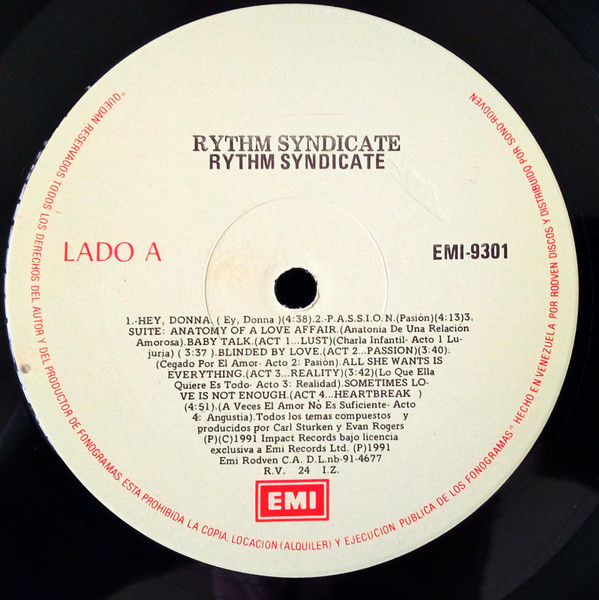 RYTHM SYNDICATE
RYTHM SYNDICATE
LADO A
EMI-9301
1.-HEY, DONNA. ( Ey, Donna )(4:38).2.-P.A.S.S.I.O.N.(Pasión)(4:13)3.
SUITE: ANATOMY OF A LOVE AFFAIR.(Anatonia De Una Relación
Amorosa).BABY TALK.(ACT 1...LUST)(Charla Infantil- Acto 1 Lu-
juria) ( 3:37 ).BLINDED BY LOVE.(ACT 2...PASSION)(3:40).
(Cegado Por El Amor- Acto 2: Pasión).ALL SHE WANTS IS
EVERYTHING.(ACT 3...REALITY)(3:42)(Lo Que Ella
Quiere Es Todo- Acto 3: Realidad).SOMETIMES LO-
VE IS NOT ENOUGH.(ACT 4...HEARTBREAK )
(4:51).(A Veces El Amor No Es Suficiente- Acto
4: Angustia).Todos los temas compuestos y
producidos por Carl Sturken y Evan Rogers
(P)(C)1991 Impact Records bajo licencia
exclusiva a Emi Records Ltd. (P)1991
Emi Rodven C.A. D.L.nb-91-4677
R.V. 24 I.Z.
EMI
"QUEDAN RESERVADOS TODOS LOS DERECHOS DEL AUTOR Y DEL PRODUCTOR DE FONOGRAMAS. ESTA PROHIBIDA LA COPIA, LOCACION (ALQUILER) Y EJECUCION PUBLICA DE LOS FONOGRAMAS" HECHO EN VENEZUELA POR RODVEN DISCOS Y DISTRIBUIDO POR SONO-RODVEN